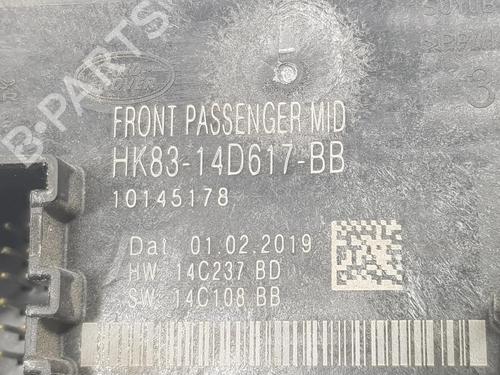 FRONT PASSENGER MID
HK83-14D617-BB
10145178
Dat. 01.02.2019
HW 14C237 BD
SW 14C108 BB
B-PARTS